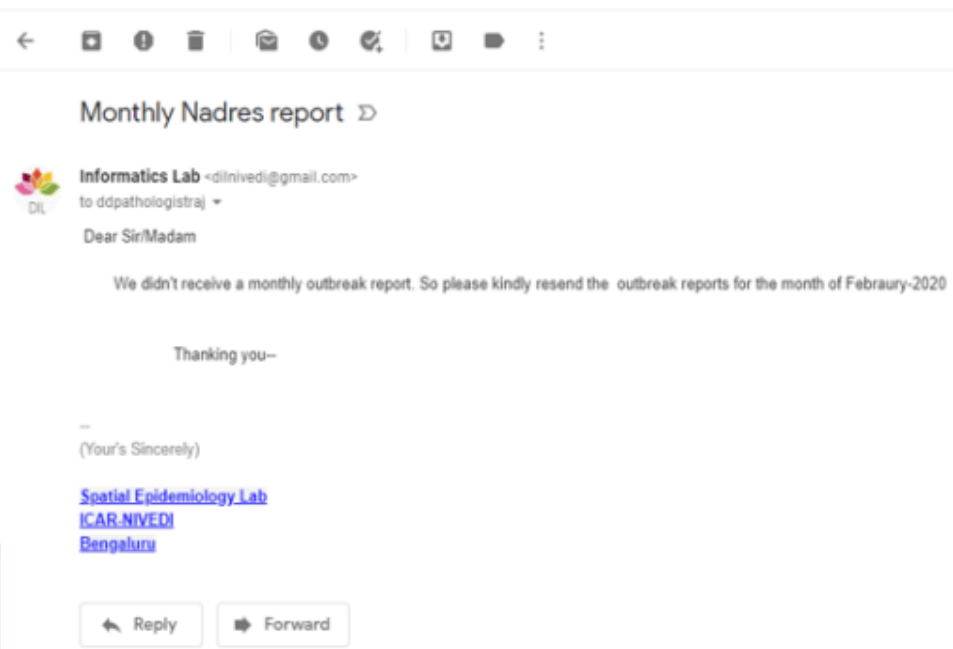 Monthly Nadres report
Informatics Lab <dilnivedi@gmail.com>
DIL
to ddpathologistraj
Dear Sir/Madam
We didn't receive a monthly outbreak report. So please kindly resend the outbreak reports for the month of Febraury-2020
Thanking you--
--
(Your's Sincerely)
Spatial Epidemiology Lab
ICAR-NIVEDI
Bengaluru
Reply Forward